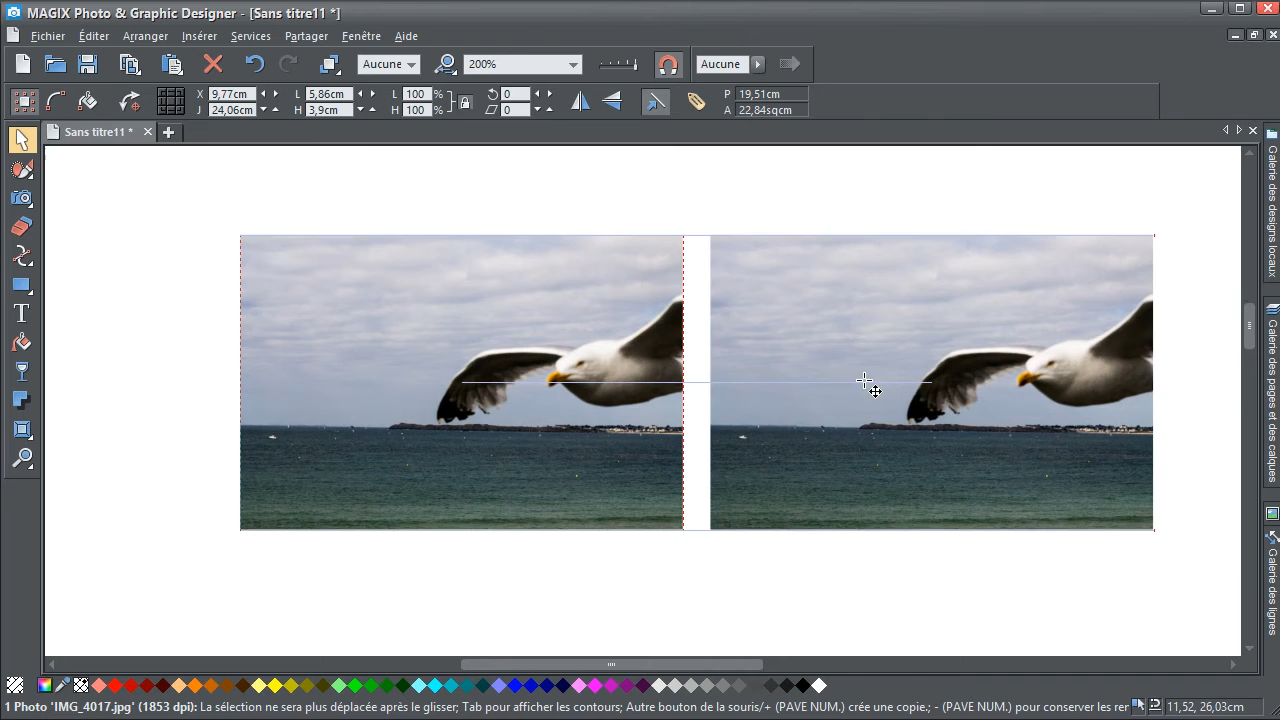 MAGIX Photo & Graphic Designer - [Sans titre11 *]
Fichier Éditer Arranger Insérer Services Partager Fenêtre Aide
Aucune 200% Aucune
X 9,77cm L 5,86cm L 100 % 0 P 19,51cm
J 24,06cm H 3,9cm H 100 % 0 A 22,84sqcm
Sans titre11 *
Galerie des designs locaux
Galerie des pages et calques
Galerie des calques
Galerie des lignes
1 Photo 'IMG_4017.jpg' (1853 dpi): La sélection ne sera plus déplacée après le glisser; Tab pour afficher les contours; Autre bouton de la souris/+ (PAVE NUM.) crée une copie.; - (PAVE NUM.) pour conserver les rer 11,52, 26,03cm